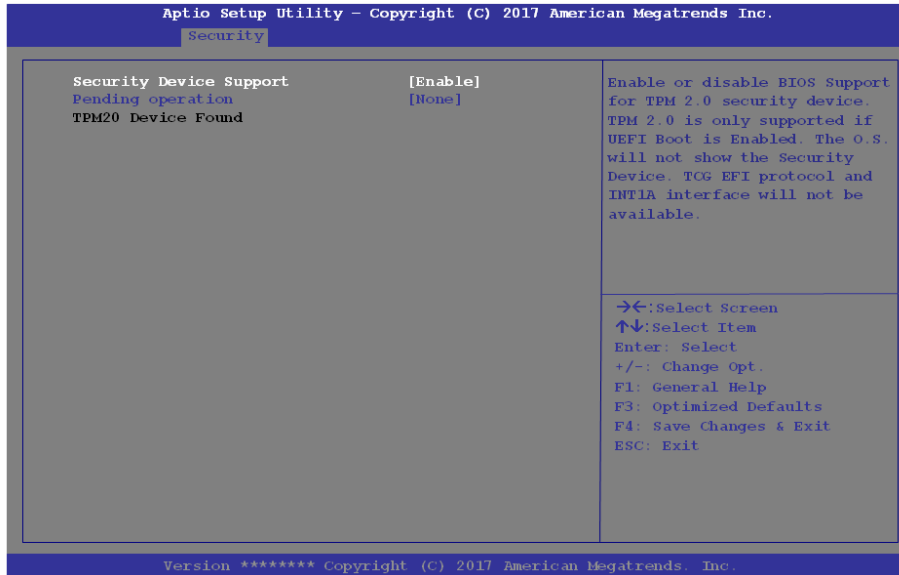 Aptio Setup Utility – Copyright (C) 2017 American Megatrends Inc.
Security
Security Device Support [Enable]
Pending operation [None]
TPM20 Device Found
Enable or disable BIOS Support
for TPM 2.0 security device.
TPM 2.0 is only supported if
UEFI Boot is Enabled. The O.S.
will not show the Security
Device. TCG EFI protocol and
INT1A interface will not be
available.
→←:Select Screen
↑↓:Select Item
Enter: Select
+/-: Change Opt.
F1: General Help
F3: Optimized Defaults
F4: Save Changes & Exit
ESC: Exit
Version ******** Copyright (C) 2017 American Megatrends. Inc.